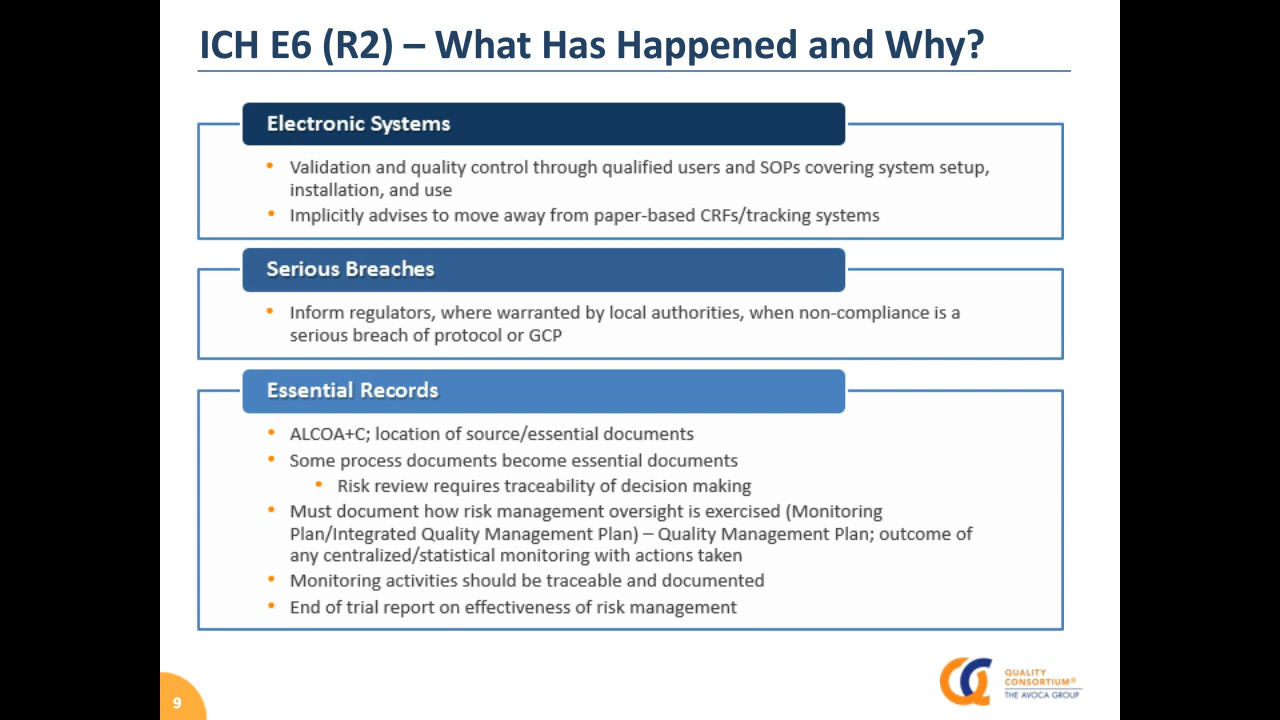 ICH E6 (R2) – What Has Happened and Why?
Electronic Systems
• Validation and quality control through qualified users and SOPs covering system setup,
installation, and use
• Implicitly advises to move away from paper-based CRFs/tracking systems
Serious Breaches
• Inform regulators, where warranted by local authorities, when non-compliance is a
serious breach of protocol or GCP
Essential Records
• ALCOA+C; location of source/essential documents
• Some process documents become essential documents
• Risk review requires traceability of decision making
• Must document how risk management oversight is exercised (Monitoring
Plan/Integrated Quality Management Plan) – Quality Management Plan; outcome of
any centralized/statistical monitoring with actions taken
• Monitoring activities should be traceable and documented
• End of trial report on effectiveness of risk management
9
QUALITY
CONSORTIUM®
THE AVOCA GROUP